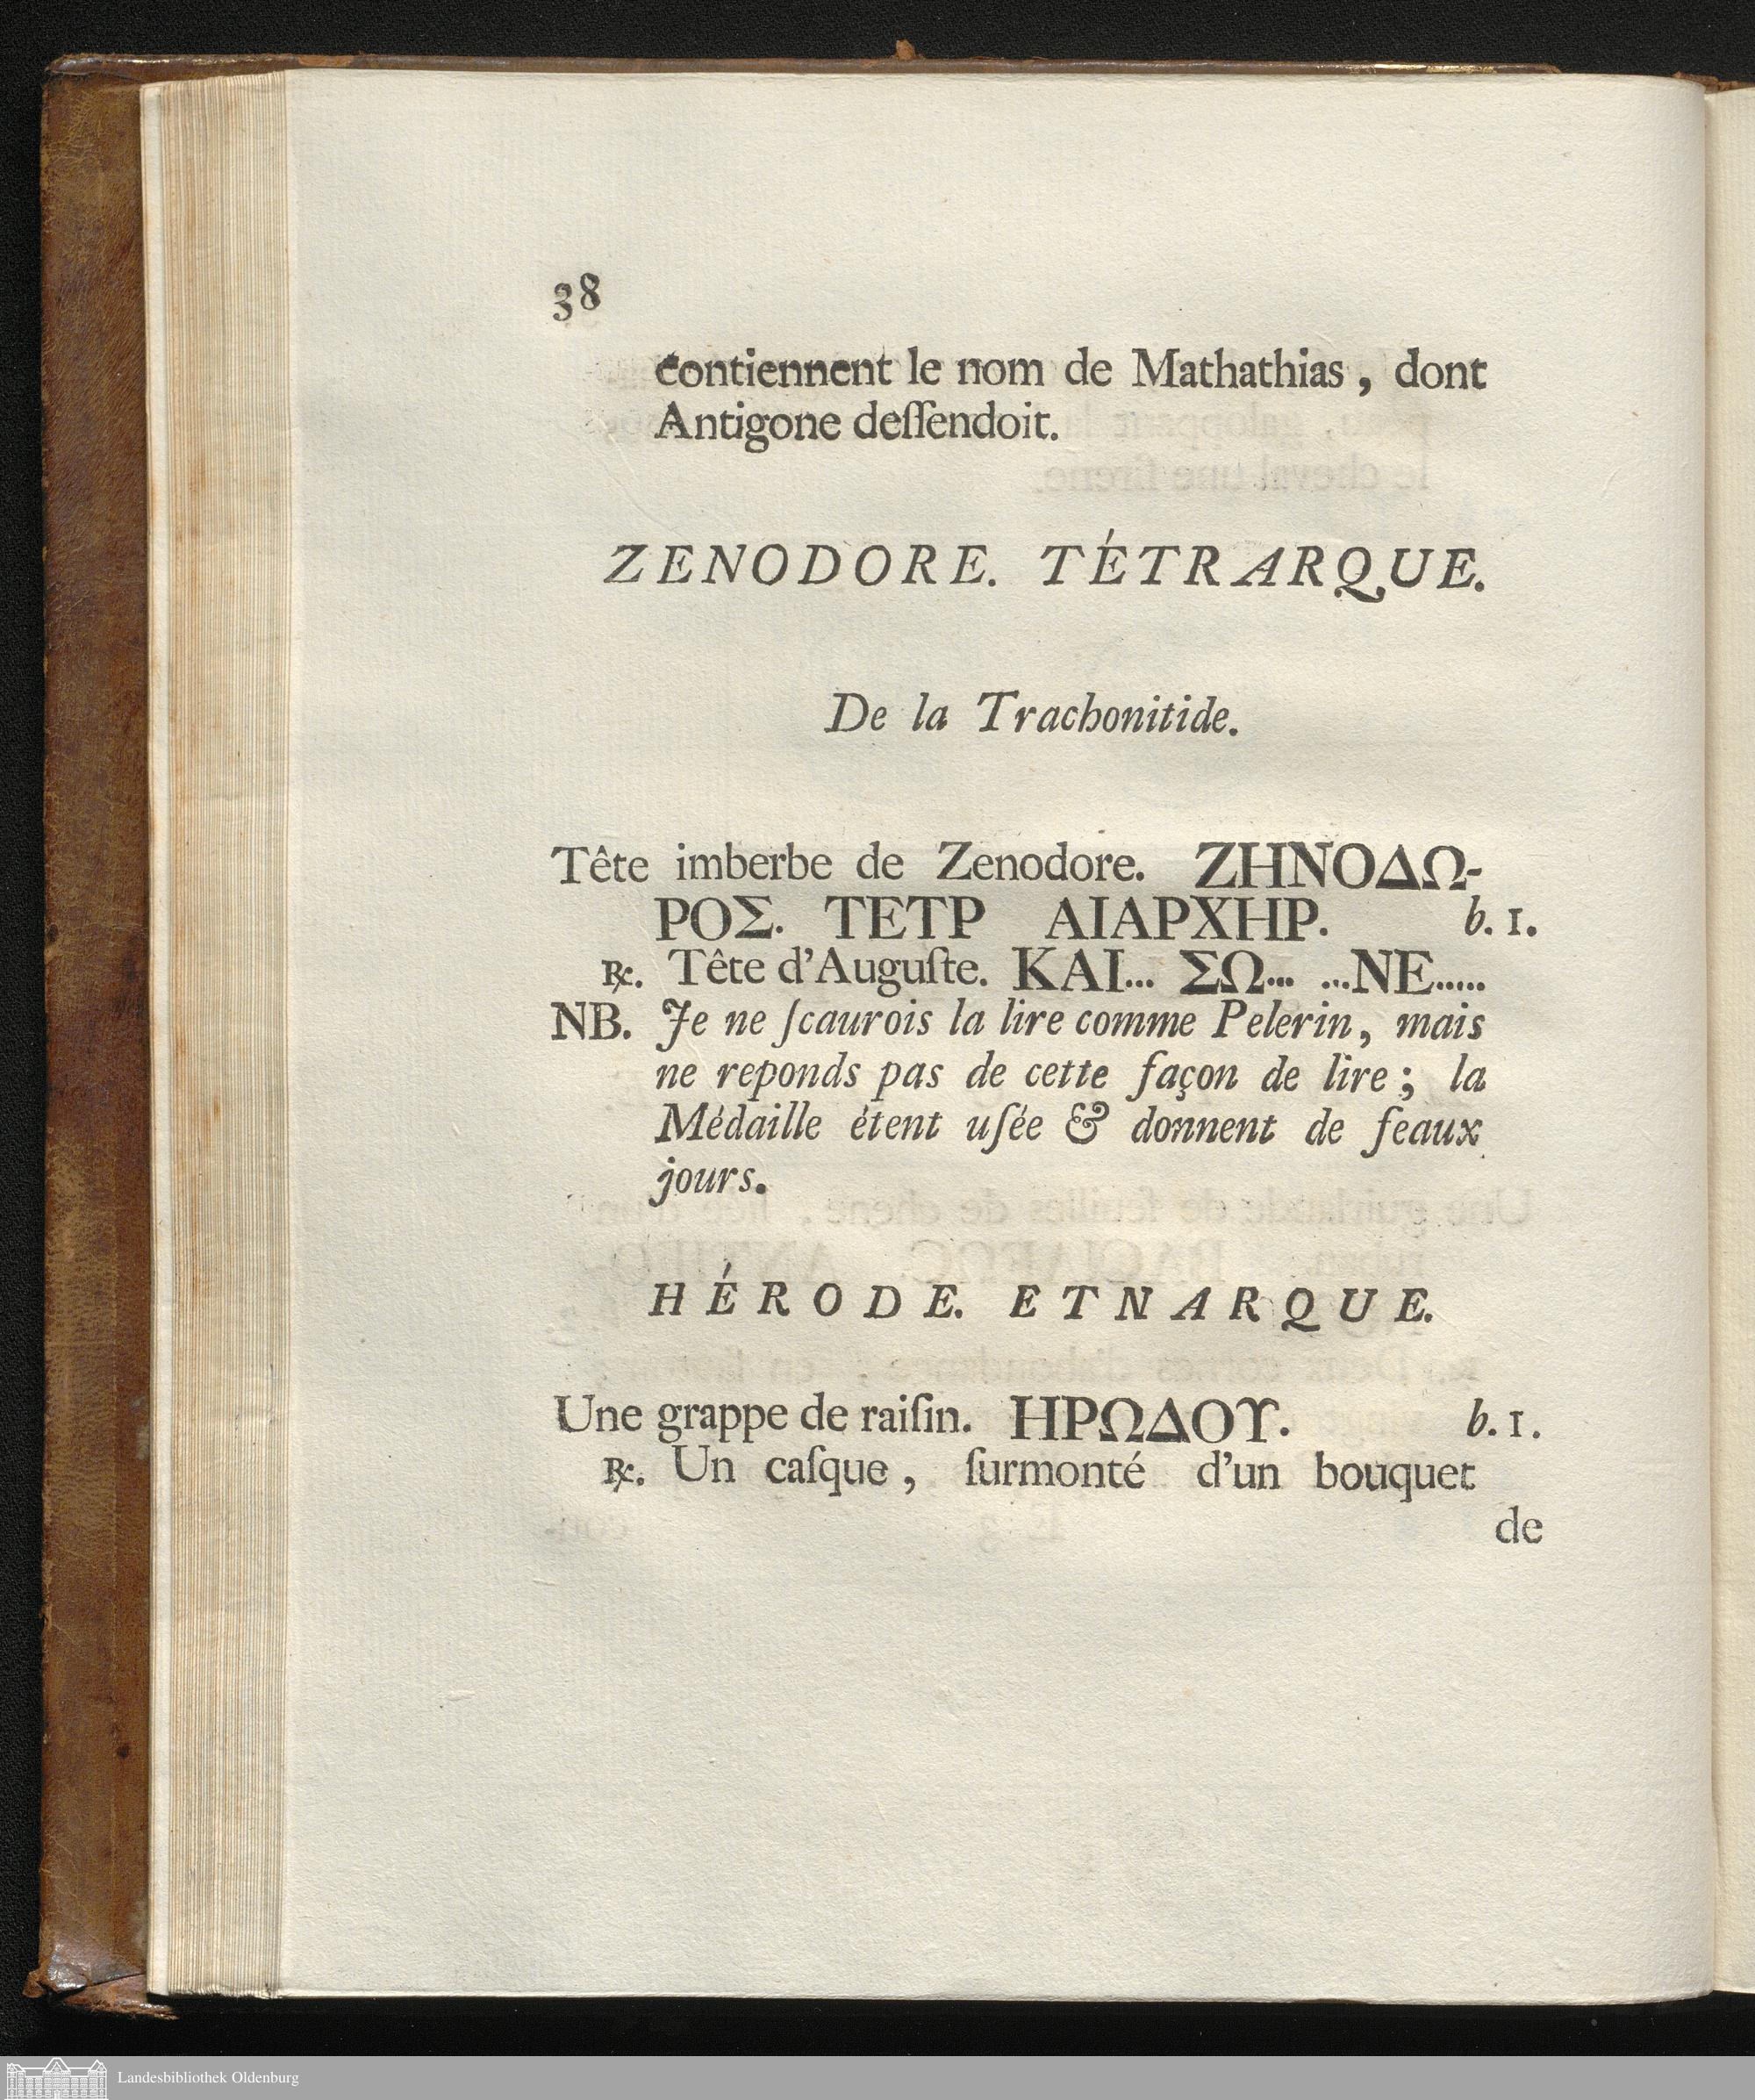 38
contiennent le nom de Mathathias, dont
Antigone deſſendoit.
ZENODORE. TÉTRARQUE.
De la Trachonitide.
Tête imberbe de Zenodore. ΖΗΝΟΔΩ-
ΡΟΣ. ΤΕΤΡ ΑΙΑΡΧΗΡ. b. 1.
℞. Tête d'Auguſte. ΚΑΙ... ΣΩ... ...ΝΕ.....
NB. Je ne ſcaurois la lire comme Pelerin, mais
ne reponds pas de cette façon de lire; la
Médaille étent uſée & donnent de feaux
jours.
HÉRODE. ETNARQUE.
Une grappe de raiſin. ΗΡΩΔΟΥ. b. 1.
℞. Un caſque, ſurmonté d'un bouquet
de
Landesbibliothek Oldenburg